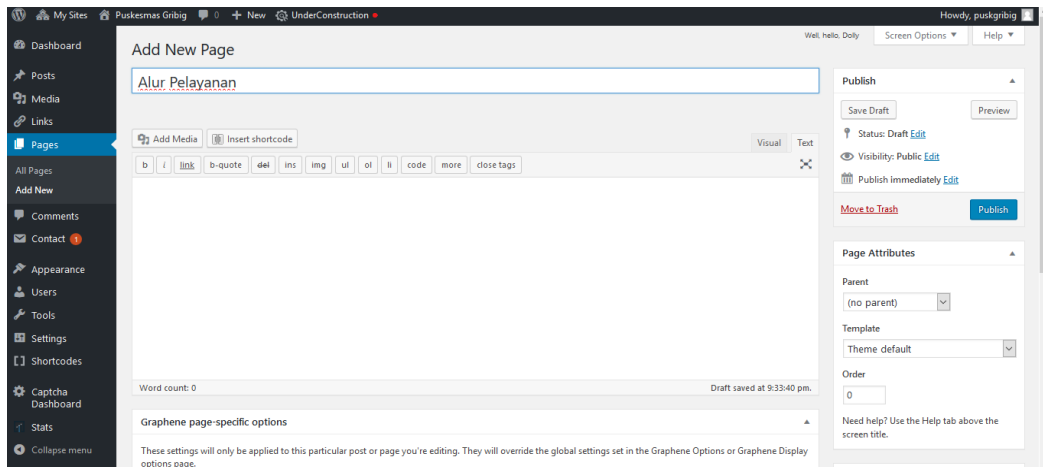 My Sites Puskesmas Gribig 0 + New UnderConstruction Howdy, puskgribig
Dashboard
Posts
Media
Links
Pages
All Pages
Add New
Comments
Contact 1
Appearance
Users
Tools
Settings
Shortcodes
Captcha Dashboard
Stats
Collapse menu
Well, hello, Dolly Screen Options Help
Add New Page
Alur Pelayanan
Add Media Insert shortcode Visual Text
b i link b-quote del ins img ul ol li code more close tags
Word count: 0 Draft saved at 9:33:40 pm.
Graphene page-specific options
These settings will only be applied to this particular post or page you're editing. They will override the global settings set in the Graphene Options or Graphene Display
options page.
Publish
Save Draft Preview
Status: Draft Edit
Visibility: Public Edit
Publish immediately Edit
Move to Trash Publish
Page Attributes
Parent
(no parent)
Template
Theme default
Order
0
Need help? Use the Help tab above the
screen title.